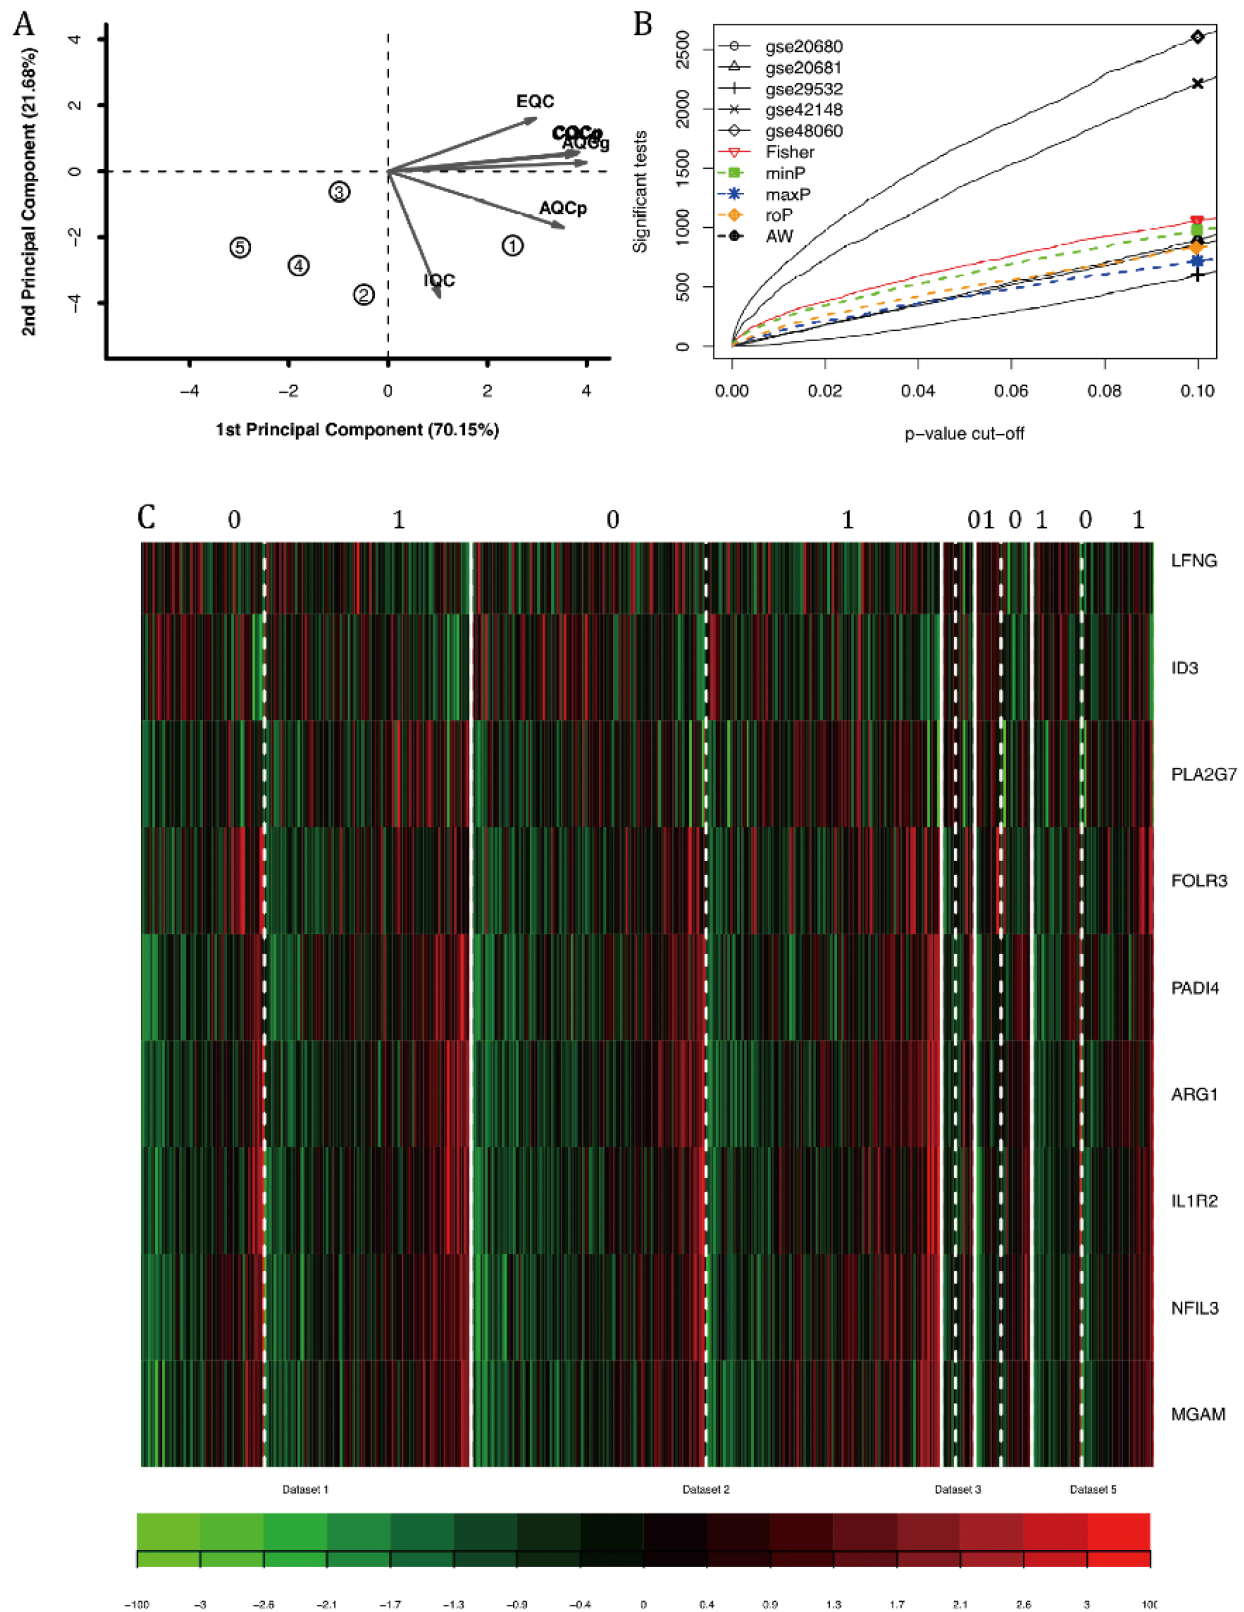 A
4
2
0
−2
−4
2nd Principal Component (21.68%)
EQC
CQCp
AQCg
AQCp
IQC
3
5
4
2
1
−4 −2 0 2 4
1st Principal Component (70.15%)
B
2500
2000
1500
1000
500
0
Significant tests
gse20680
gse20681
gse29532
gse42148
gse48060
Fisher
minP
maxP
roP
AW
0.00 0.02 0.04 0.06 0.08 0.10
p−value cut−off
C 0 1 0 1 0 1 0 1 0 1
LFNG
ID3
PLA2G7
FOLR3
PADI4
ARG1
IL1R2
NFIL3
MGAM
Dataset 1 Dataset 2 Dataset 3 Dataset 5
−100 −3 −2.6 −2.1 −1.7 −1.3 −0.9 −0.4 0 0.4 0.9 1.3 1.7 2.1 2.6 3 100